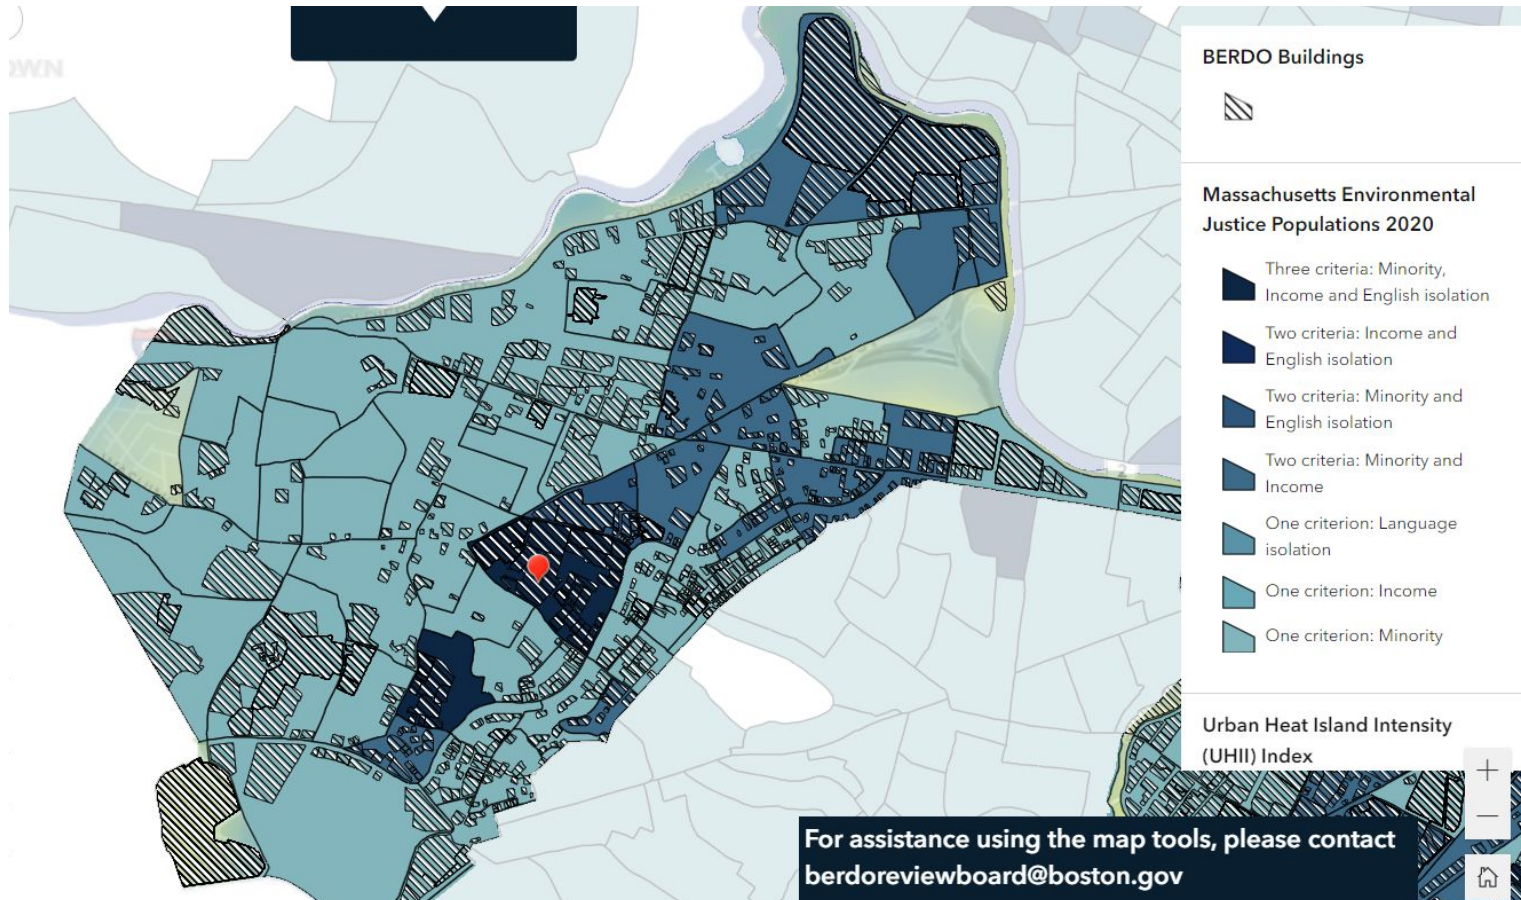 BERDO Buildings
Massachusetts Environmental
Justice Populations 2020
Three criteria: Minority,
Income and English isolation
Two criteria: Income and
English isolation
Two criteria: Minority and
English isolation
Two criteria: Minority and
Income
One criterion: Language
isolation
One criterion: Income
One criterion: Minority
Urban Heat Island Intensity
(UHII) Index
2
For assistance using the map tools, please contact
berdoreviewboard@boston.gov